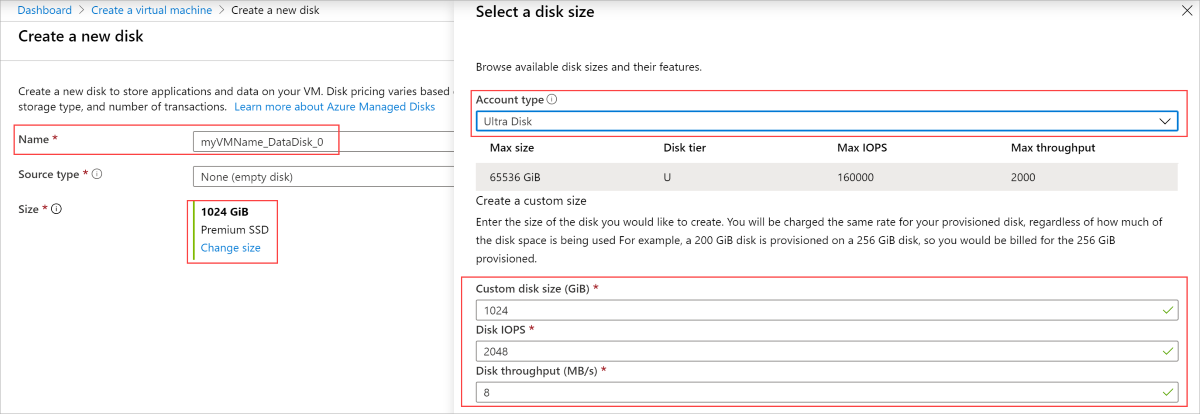 Dashboard > Create a virtual machine > Create a new disk
Create a new disk
Create a new disk to store applications and data on your VM. Disk pricing varies based
storage type, and number of transactions. Learn more about Azure Managed Disks
Name *
myVMName_DataDisk_0
Source type *
None (empty disk)
Size *
1024 GiB
Premium SSD
Change size
Select a disk size
Browse available disk sizes and their features.
Account type
Ultra Disk
Max size Disk tier Max IOPS Max throughput
65536 GiB U 160000 2000
Create a custom size
Enter the size of the disk you would like to create. You will be charged the same rate for your provisioned disk, regardless of how much of
the disk space is being used For example, a 200 GiB disk is provisioned on a 256 GiB disk, so you would be billed for the 256 GiB
provisioned.
Custom disk size (GiB) *
1024
Disk IOPS *
2048
Disk throughput (MB/s) *
8